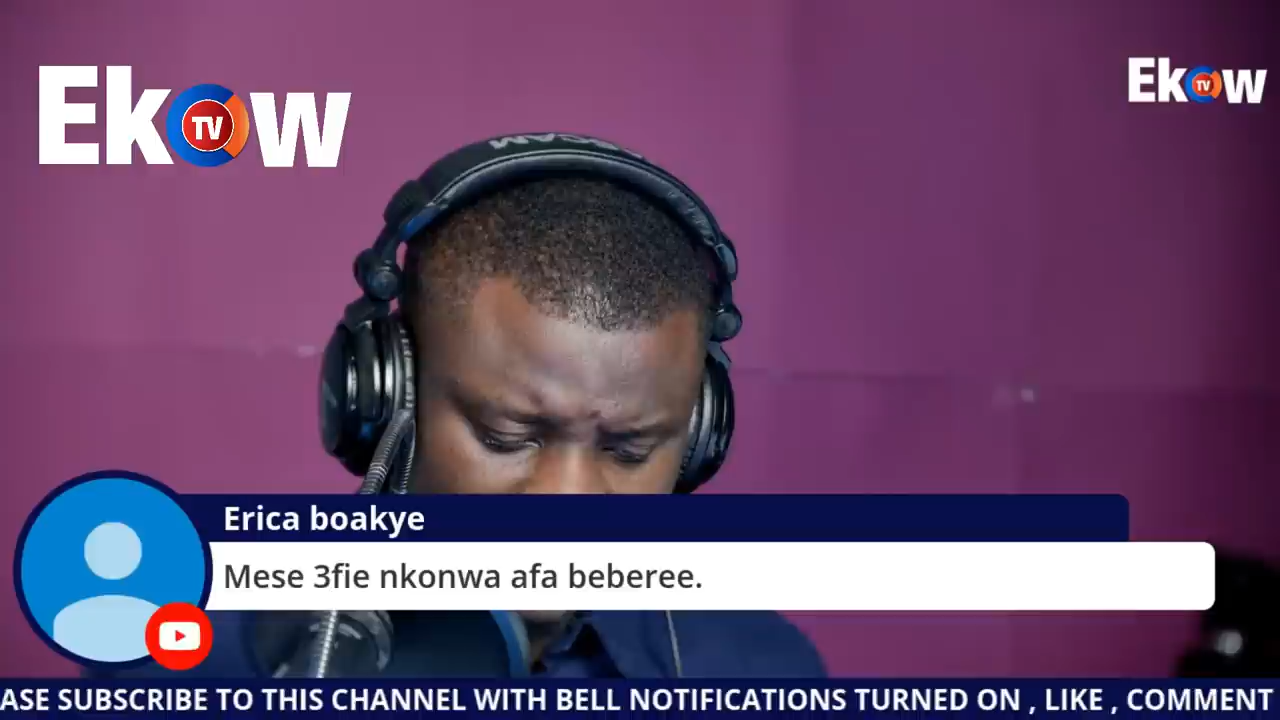 Ekow
TV
Ekow
TV
Erica boakye
Mese 3fie nkonwa afa beberee.
ASE SUBSCRIBE TO THIS CHANNEL WITH BELL NOTIFICATIONS TURNED ON , LIKE , COMMENT